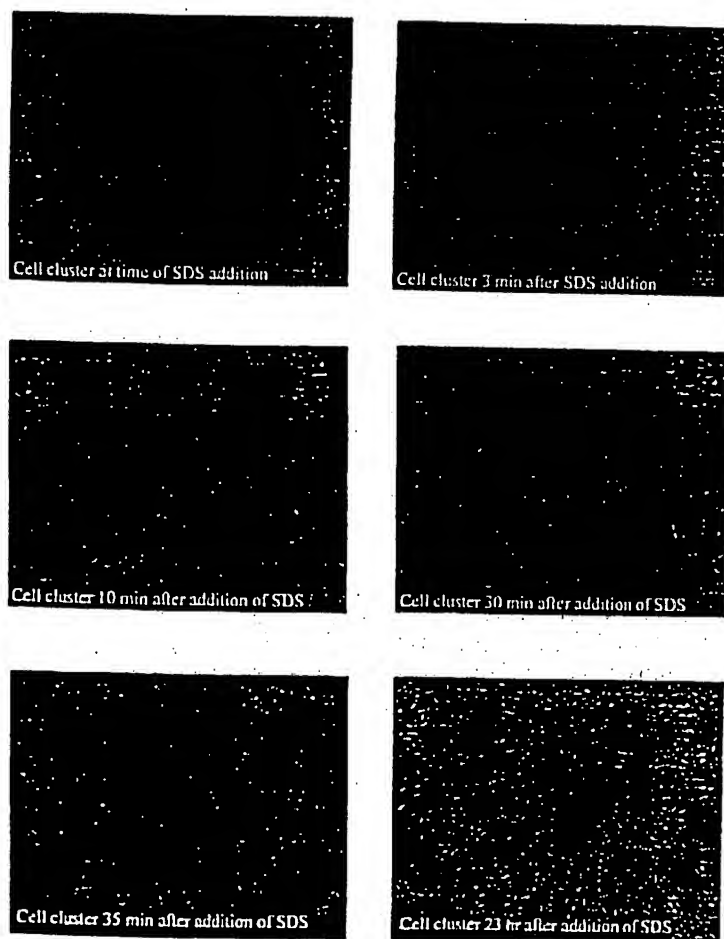 Cell cluster at time of SDS addition
Cell cluster 3 min after SDS addition
Cell cluster 10 min after addition of SDS
Cell cluster 30 min after addition of SDS
Cell cluster 35 min after addition of SDS
Cell cluster 23 hr after addition of SDS